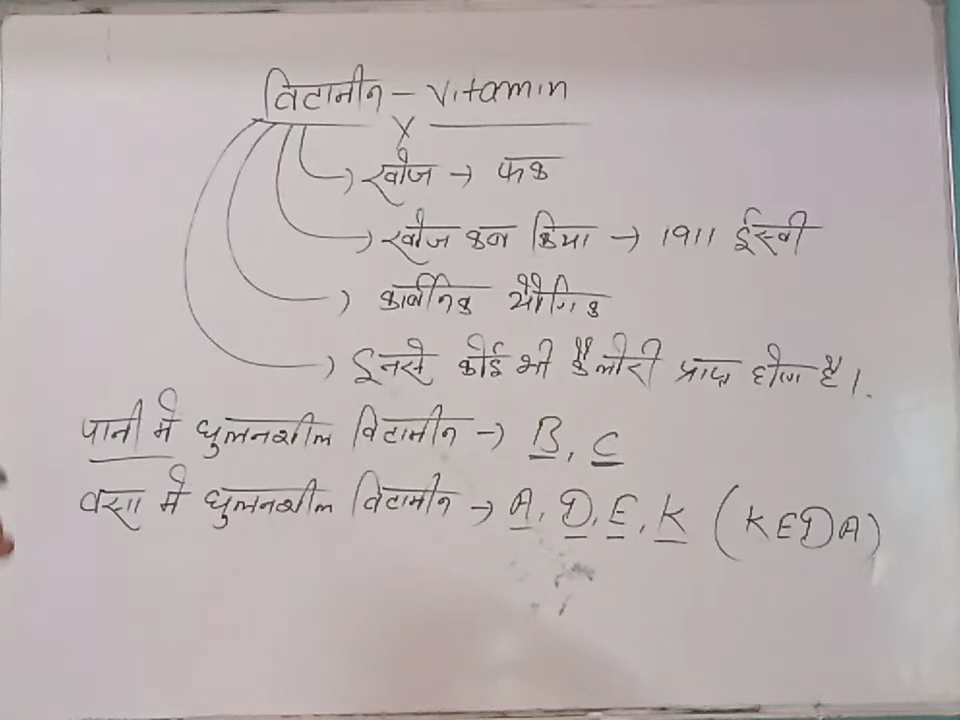 विटामीन - Vitamin
खोज → फंक
खोज कब किया → 1911 ईस्वी
कार्बनिक यौगिक
इनसे कोई भी कैलोरी प्राप्त होता है।
पानी में घुलनशील विटामीन → B, C
वसा में घुलनशील विटामीन → A, D, E, K (KEDA)